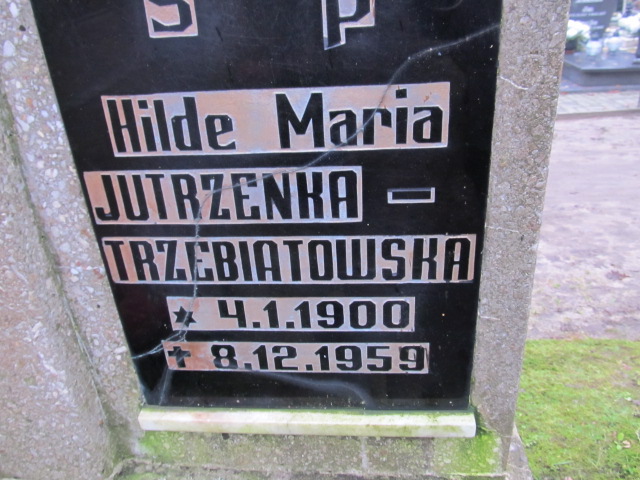 S P
Hilde Maria
JUTRZENKA —
TRZEBIATOWSKA
* 4.1.1900
✝ 8.12.1959